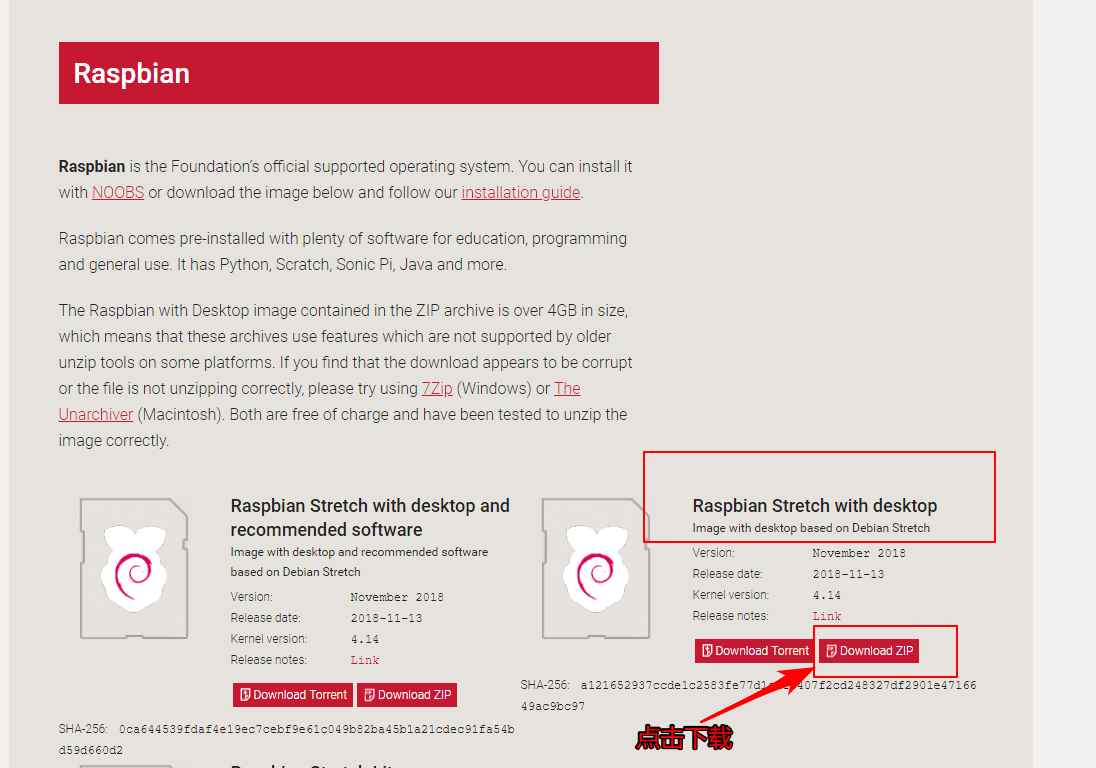 Raspbian
Raspbian is the Foundation's official supported operating system. You can install it
with NOOBS or download the image below and follow our installation guide.
Raspbian comes pre-installed with plenty of software for education, programming
and general use. It has Python, Scratch, Sonic Pi, Java and more.
The Raspbian with Desktop image contained in the ZIP archive is over 4GB in size,
which means that these archives use features which are not supported by older
unzip tools on some platforms. If you find that the download appears to be corrupt
or the file is not unzipping correctly, please try using 7Zip (Windows) or The
Unarchiver (Macintosh). Both are free of charge and have been tested to unzip the
image correctly.
Raspbian Stretch with desktop and
recommended software
Image with desktop and recommended software
based on Debian Stretch
Version: November 2018
Release date: 2018-11-13
Kernel version: 4.14
Release notes: Link
Download Torrent Download ZIP
SHA-256: 0ca644539fdaf4e19ec7cebf9e61c049b82ba45b1a21cdec91fa54b
d59d660d2
Raspbian Stretch with desktop
Image with desktop based on Debian Stretch
Version: November 2018
Release date: 2018-11-13
Kernel version: 4.14
Release notes: Link
Download Torrent Download ZIP
SHA-256:
49ac9bc97
点击下载